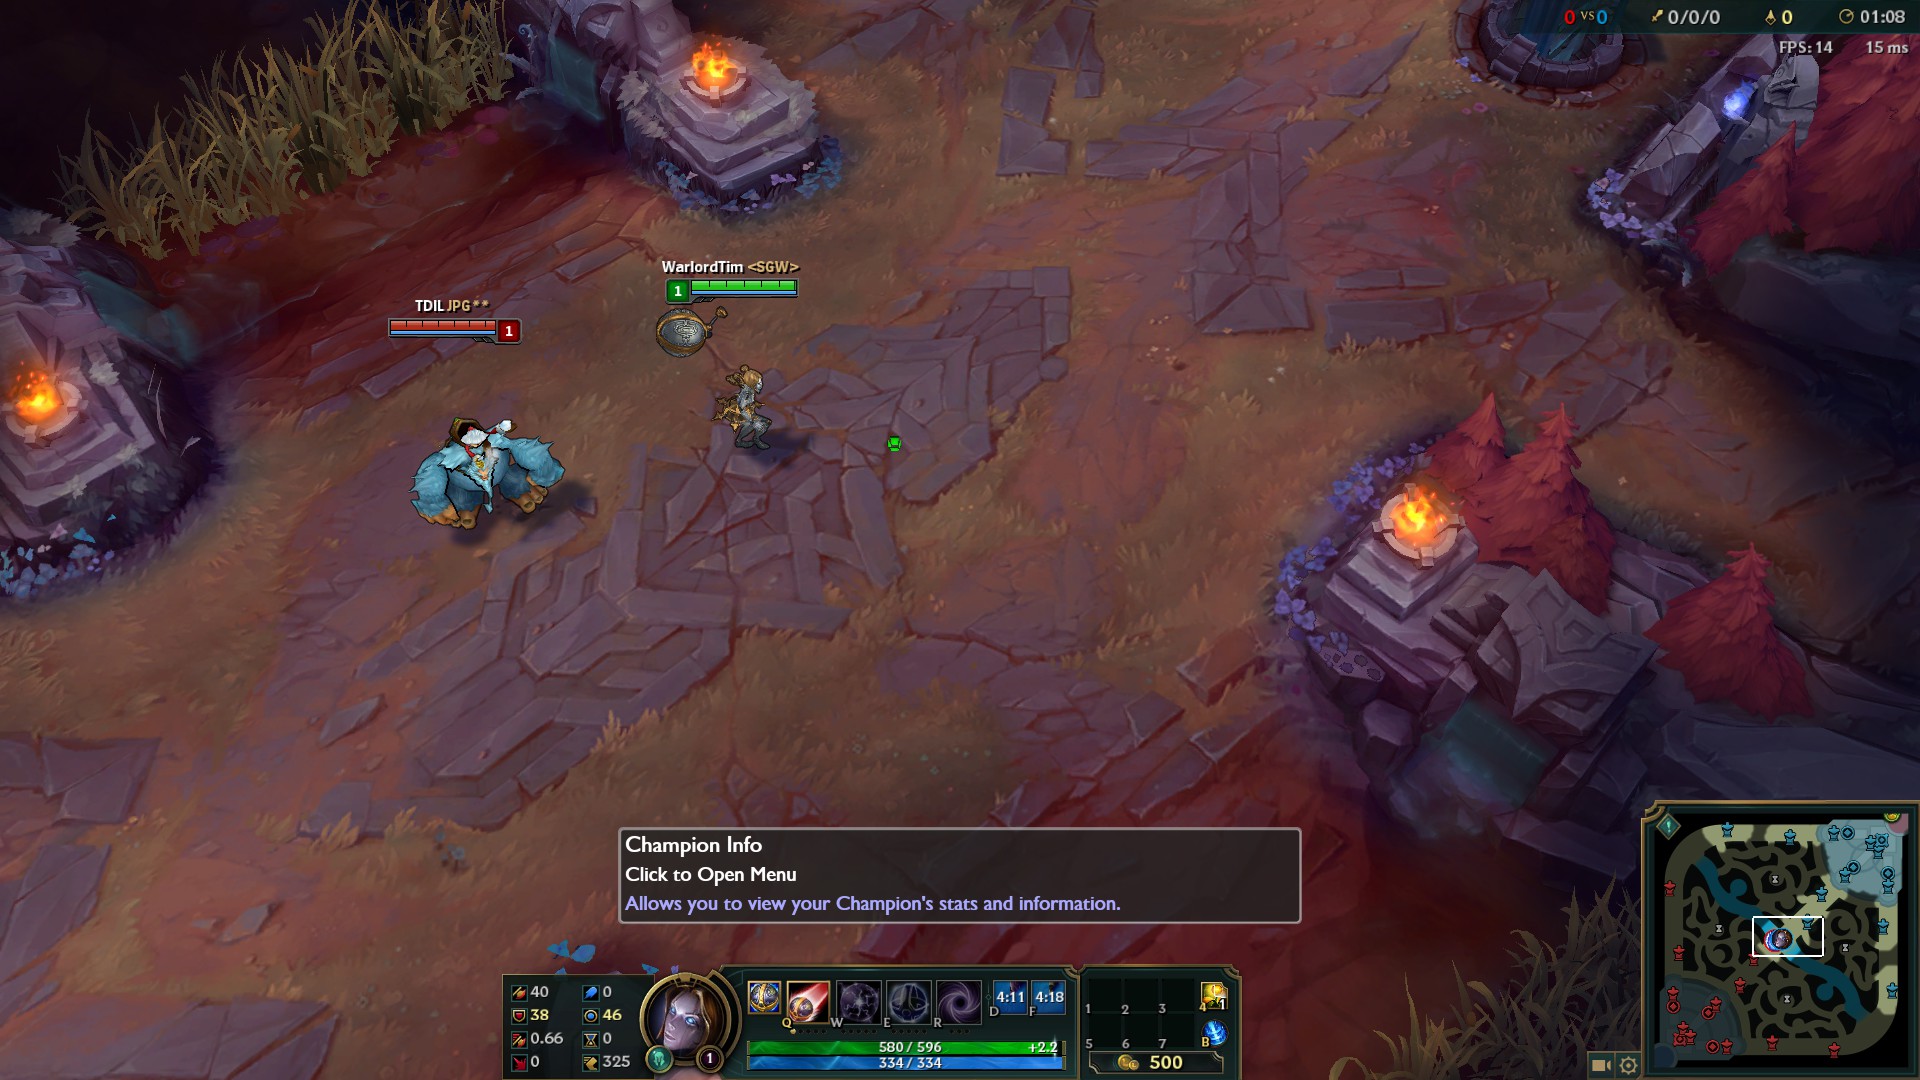 0 VS 0 0/0/0 0 01:08
FPS: 14 15 ms
WarlordTim <SGW>
1
TDIL JPG**
1
Champion Info
Click to Open Menu
Allows you to view your Champion's stats and information.
40 0
38 46
0.66 0
0 325
1
Q W E R
4:11 D 4:18 F
580 / 596 +2.2
334 / 334
1 2 3 4 1
5 6 7 B
500